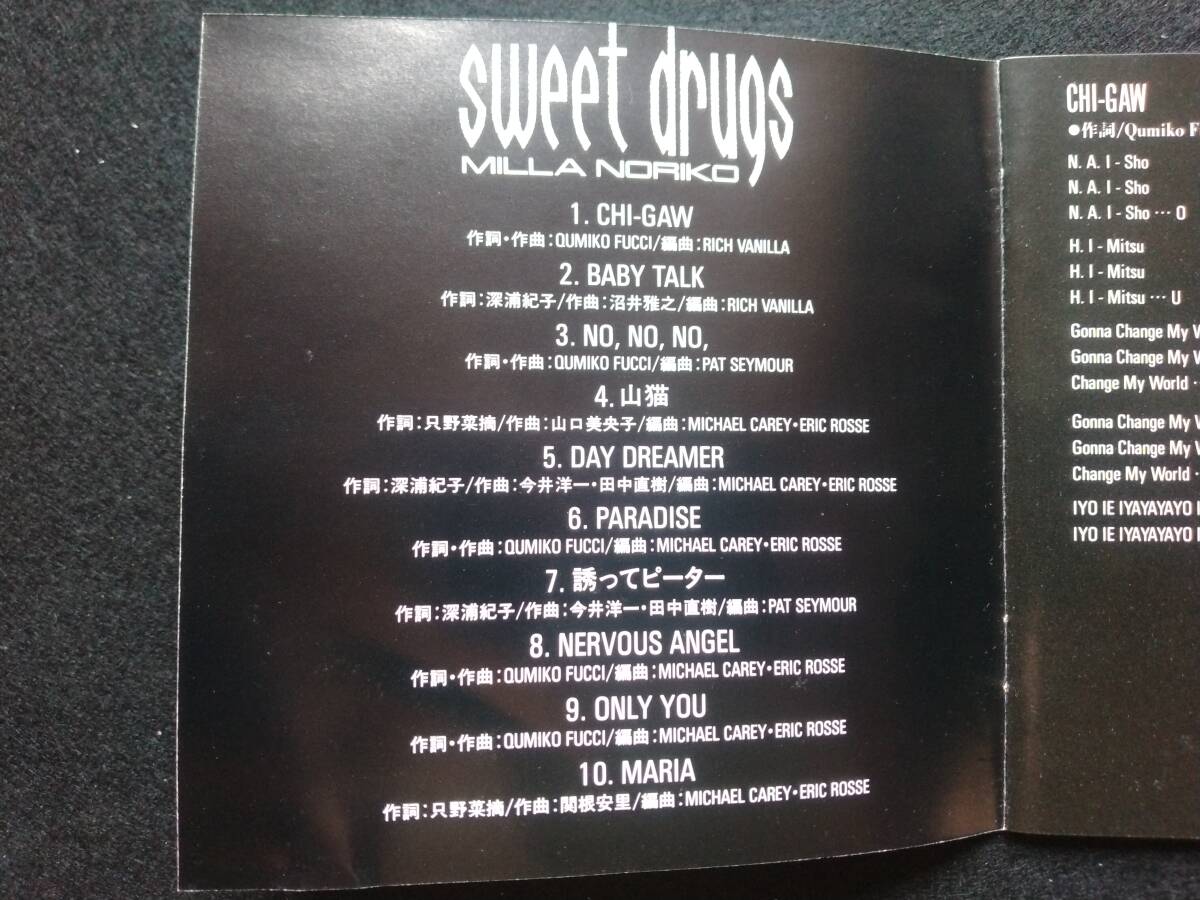 sweet drugs
MILLA NORIKO
1. CHI-GAW
作詞・作曲:QUMIKO FUCCI/編曲:RICH VANILLA
2. BABY TALK
作詞:深浦紀子/作曲:沼井雅之/編曲:RICH VANILLA
3. NO, NO, NO,
作詞・作曲:QUMIKO FUCCI/編曲:PAT SEYMOUR
4. 山猫
作詞:只野菜摘/作曲:山口美央子/編曲:MICHAEL CAREY・ERIC ROSSE
5. DAY DREAMER
作詞:深浦紀子/作曲:今井洋一・田中直樹/編曲:MICHAEL CAREY・ERIC ROSSE
6. PARADISE
作詞・作曲:QUMIKO FUCCI/編曲:MICHAEL CAREY・ERIC ROSSE
7. 誘ってピーター
作詞:深浦紀子/作曲:今井洋一・田中直樹/編曲:PAT SEYMOUR
8. NERVOUS ANGEL
作詞・作曲:QUMIKO FUCCI/編曲:MICHAEL CAREY・ERIC ROSSE
9. ONLY YOU
作詞・作曲:QUMIKO FUCCI/編曲:MICHAEL CAREY・ERIC ROSSE
10. MARIA
作詞:只野菜摘/作曲:関根安里/編曲:MICHAEL CAREY・ERIC ROSSE
CHI-GAW
●作詞/Qumiko F
N. A. I - Sho
N. A. I - Sho
N. A. I - Sho … O
H. I - Mitsu
H. I - Mitsu
H. I - Mitsu … U
Gonna Change My
Gonna Change My
Change My World
Gonna Change My
Gonna Change My
Change My World
IYO IE IYAYAYAYO
IYO IE IYAYAYAYO